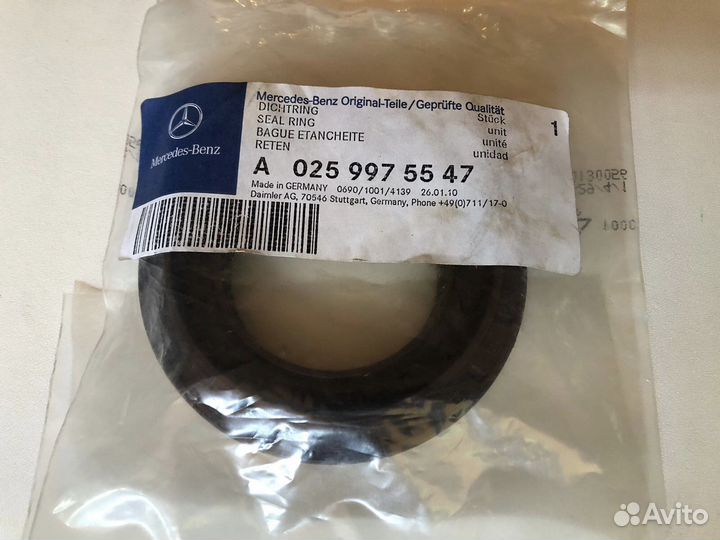 Mercedes-Benz Original-Teile/Geprüfte Qualität
DICHTRING Stück 1
SEAL RING unit
BAGUE ETANCHEITE unité
RETEN unidad
Mercedes-Benz
A 025 997 55 47
Made in GERMANY 0690/1001/4139 26.01.10
Daimler AG, 70546 Stuttgart, Germany, Phone +49(0)711/17-0
Avito